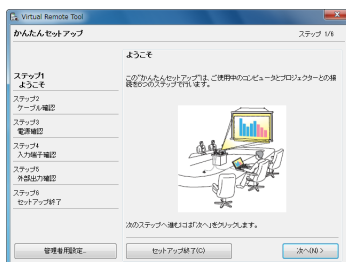 Virtual Remote Tool
かんたんセットアップ
ステップ 1/6
ようこそ
ステップ1
ようこそ
この"かんたんセットアップ"は、ご使用中のコンピュータとプロジェクターとの接
続を6つのステップで行います。
ステップ2
ケーブル確認
ステップ3
電源確認
ステップ4
入力端子確認
ステップ5
外部出力確認
ステップ6
セットアップ終了
次のステップへ進むには「次へ」をクリックします。
管理者用設定...
セットアップ終了(C)
次へ(N) >